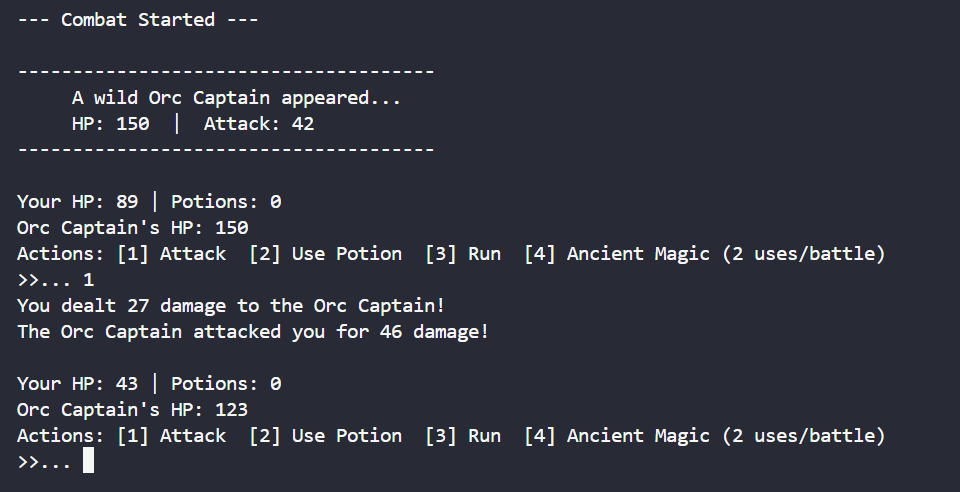 --- Combat Started ---
--------------------------------------
A wild Orc Captain appeared...
HP: 150 | Attack: 42
--------------------------------------
Your HP: 89 | Potions: 0
Orc Captain's HP: 150
Actions: [1] Attack [2] Use Potion [3] Run [4] Ancient Magic (2 uses/battle)
>>... 1
You dealt 27 damage to the Orc Captain!
The Orc Captain attacked you for 46 damage!
Your HP: 43 | Potions: 0
Orc Captain's HP: 123
Actions: [1] Attack [2] Use Potion [3] Run [4] Ancient Magic (2 uses/battle)
>>...